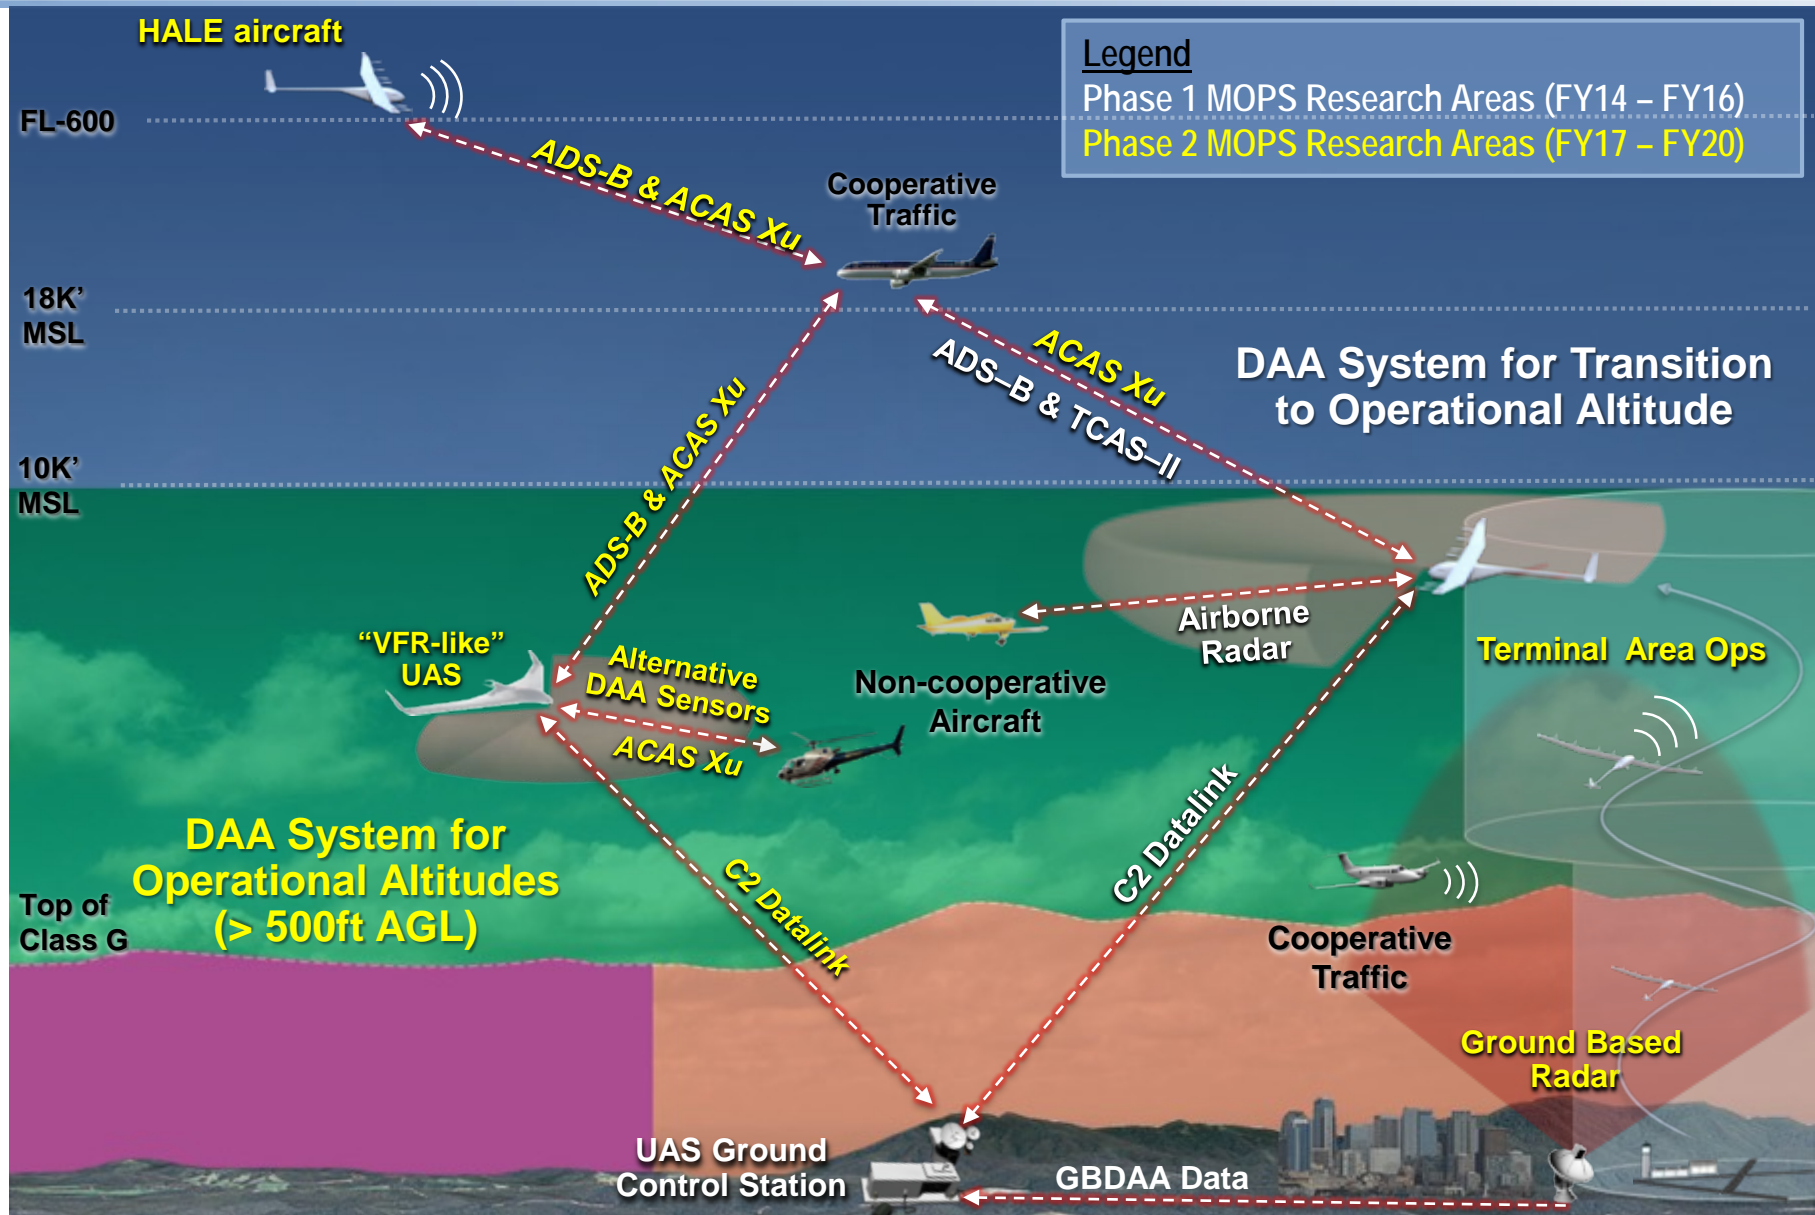 HALE aircraft
Legend
Phase 1 MOPS Research Areas (FY14 – FY16)
Phase 2 MOPS Research Areas (FY17 – FY20)
FL-600
ADS-B & ACAS Xu
Cooperative
Traffic
18K’
MSL
ACAS Xu
ADS–B & TCAS–II
DAA System for Transition
to Operational Altitude
10K’
MSL
ADS-B & ACAS Xu
“VFR-like”
UAS
Alternative
DAA Sensors
ACAS Xu
Non-cooperative
Aircraft
Airborne
Radar
Terminal Area Ops
DAA System for
Operational Altitudes
(> 500ft AGL)
C2 Datalink
C2 Datalink
Top of
Class G
Cooperative
Traffic
Ground Based
Radar
UAS Ground
Control Station
GBDAA Data